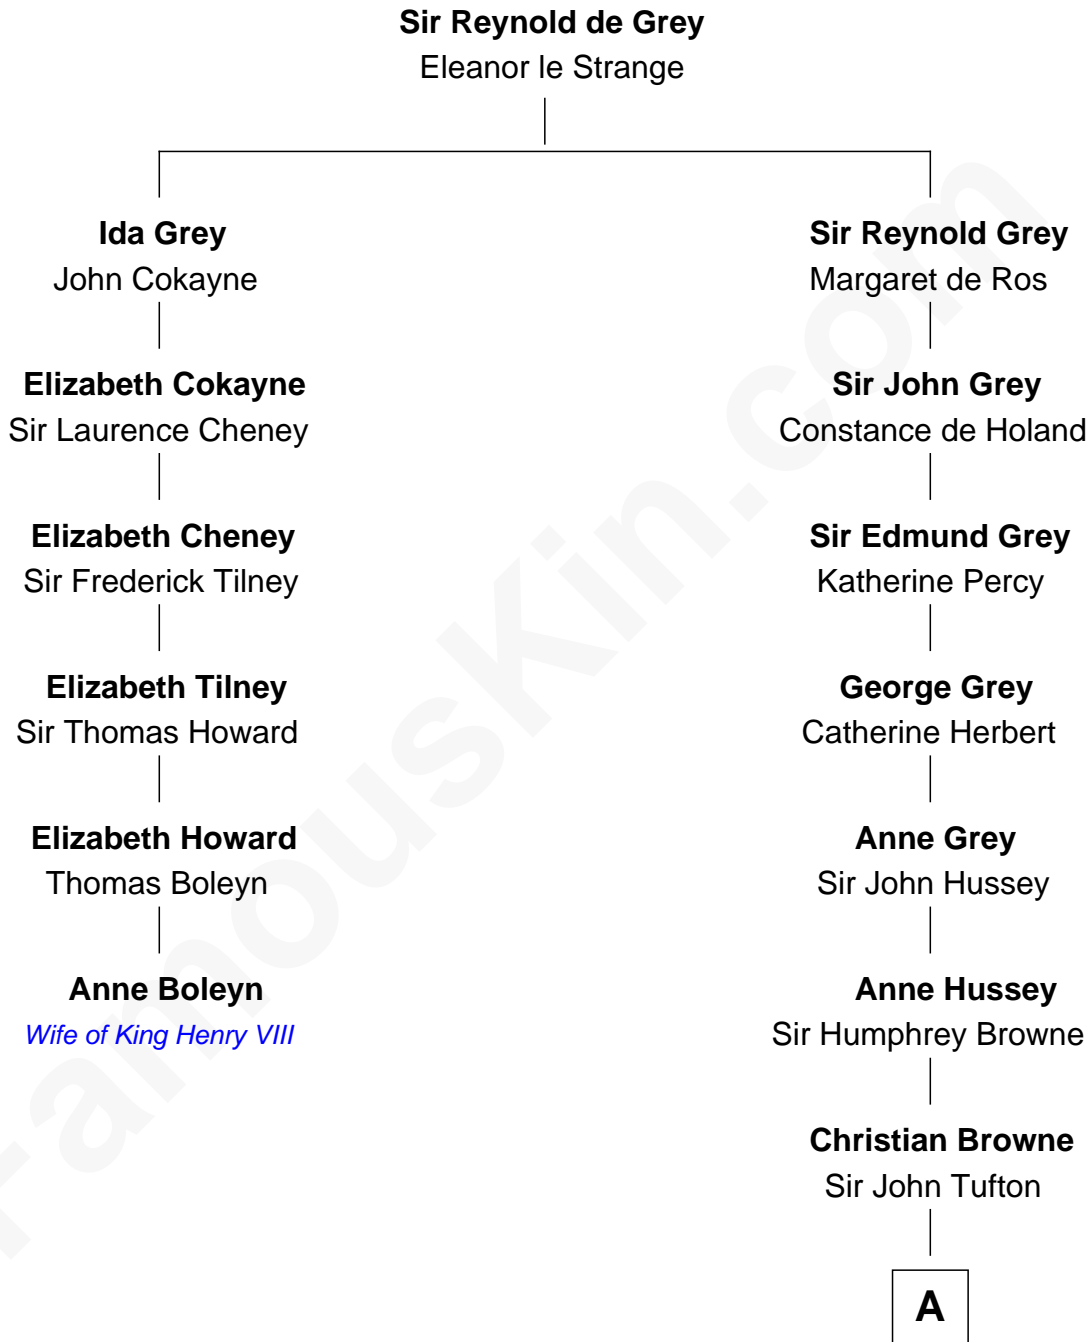 Sir Reynold de Grey
Eleanor le Strange
Ida Grey
John Cokayne
Sir Reynold Grey
Margaret de Ros
Elizabeth Cokayne
Sir Laurence Cheney
Sir John Grey
Constance de Holand
Elizabeth Cheney
Sir Frederick Tilney
Sir Edmund Grey
Katherine Percy
Elizabeth Tilney
Sir Thomas Howard
George Grey
Catherine Herbert
Elizabeth Howard
Thomas Boleyn
Anne Grey
Sir John Hussey
Anne Boleyn
Wife of King Henry VIII
Anne Hussey
Sir Humphrey Browne
Christian Browne
Sir John Tufton
A
FamousKin.com